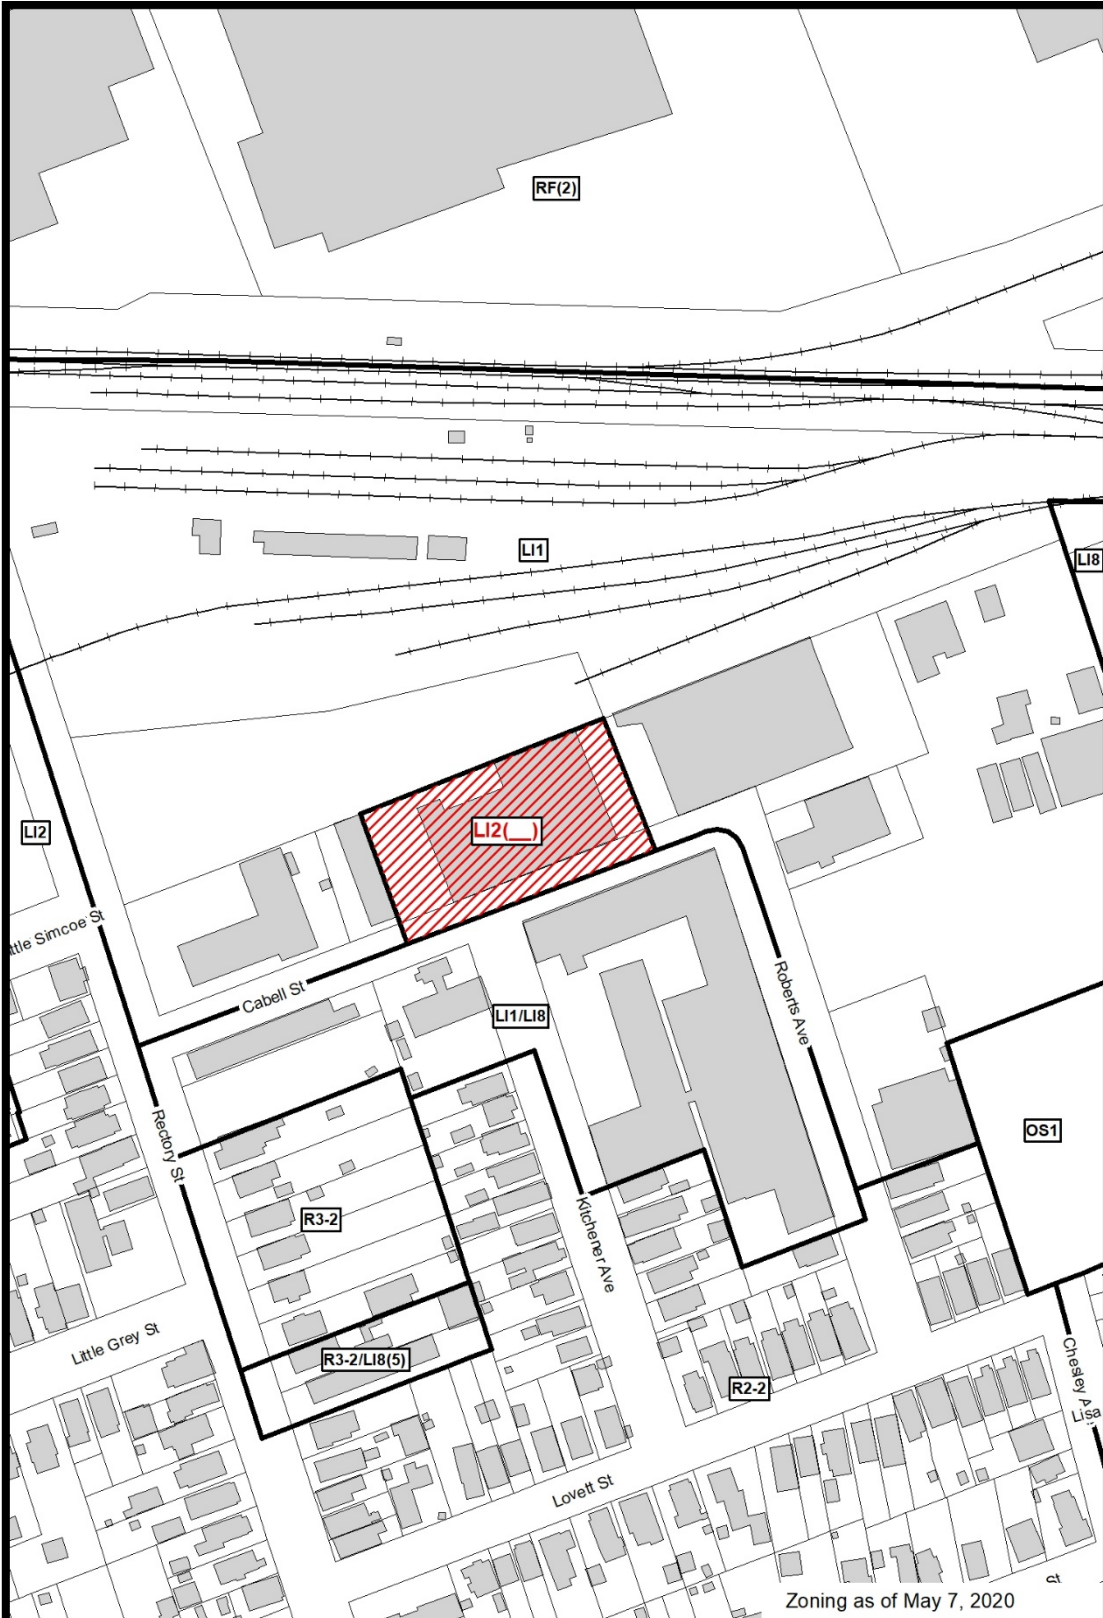 RF(2)
LI1
LI8
LI2(__)
LI2
ttle Simcoe St
Cabell St
LI1/LI8
Roberts Ave
Rectory St
OS1
R3-2
Kitchener Ave
Little Grey St
R3-2/LI8(5)
R2-2
Chesley A
Lisa
Lovett St
St
Zoning as of May 7, 2020